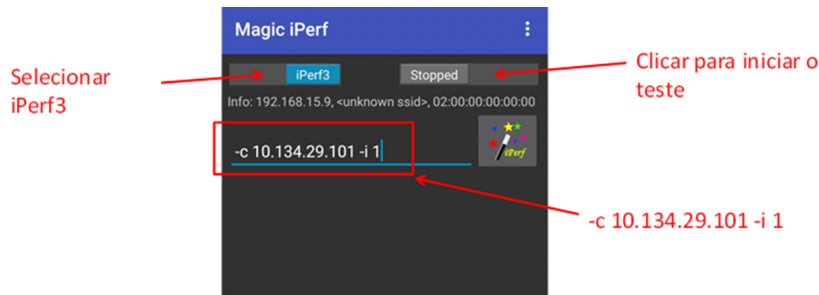 Magic iPerf
Selecionar
iPerf3
iPerf3
Stopped
Clicar para iniciar o
teste
Info: 192.168.15.9, <unknown ssid>, 02:00:00:00:00:00
-c 10.134.29.101 -i 1
iPerf
-c 10.134.29.101 -i 1